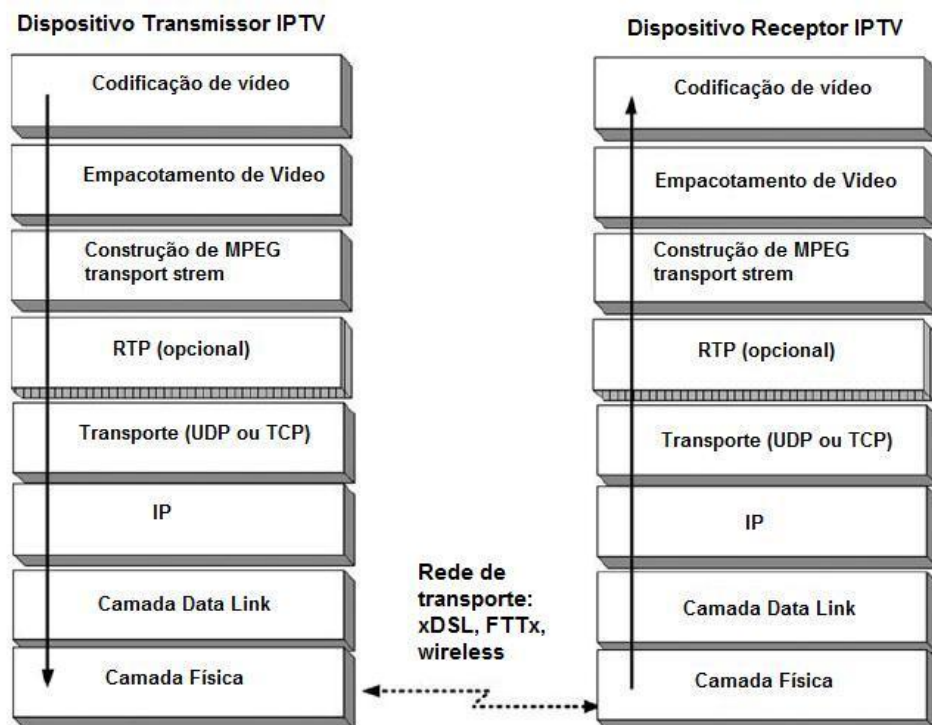 Dispositivo Transmissor IPTV
Codificação de vídeo
Empacotamento de Video
Construção de MPEG
transport strem
RTP (opcional)
Transporte (UDP ou TCP)
IP
Camada Data Link
Camada Física
Rede de
transporte:
xDSL, FTTx,
wireless
Dispositivo Receptor IPTV
Codificação de vídeo
Empacotamento de Video
Construção de MPEG
transport strem
RTP (opcional)
Transporte (UDP ou TCP)
IP
Camada Data Link
Camada Física